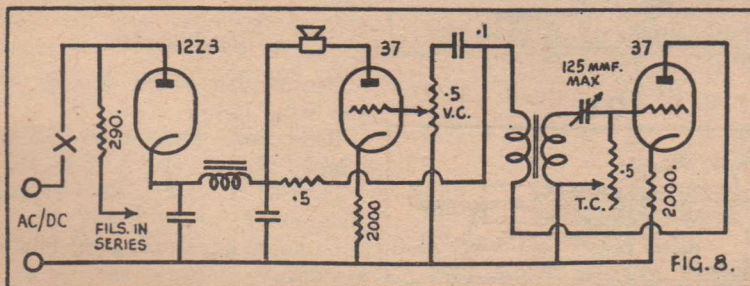 12Z3
37
.1
37
125 MMF.
MAX
.5
V.C.
290.
.5
2000
.5
T.C.
2000.
AC/DC
FILS. IN
SERIES
FIG. 8.